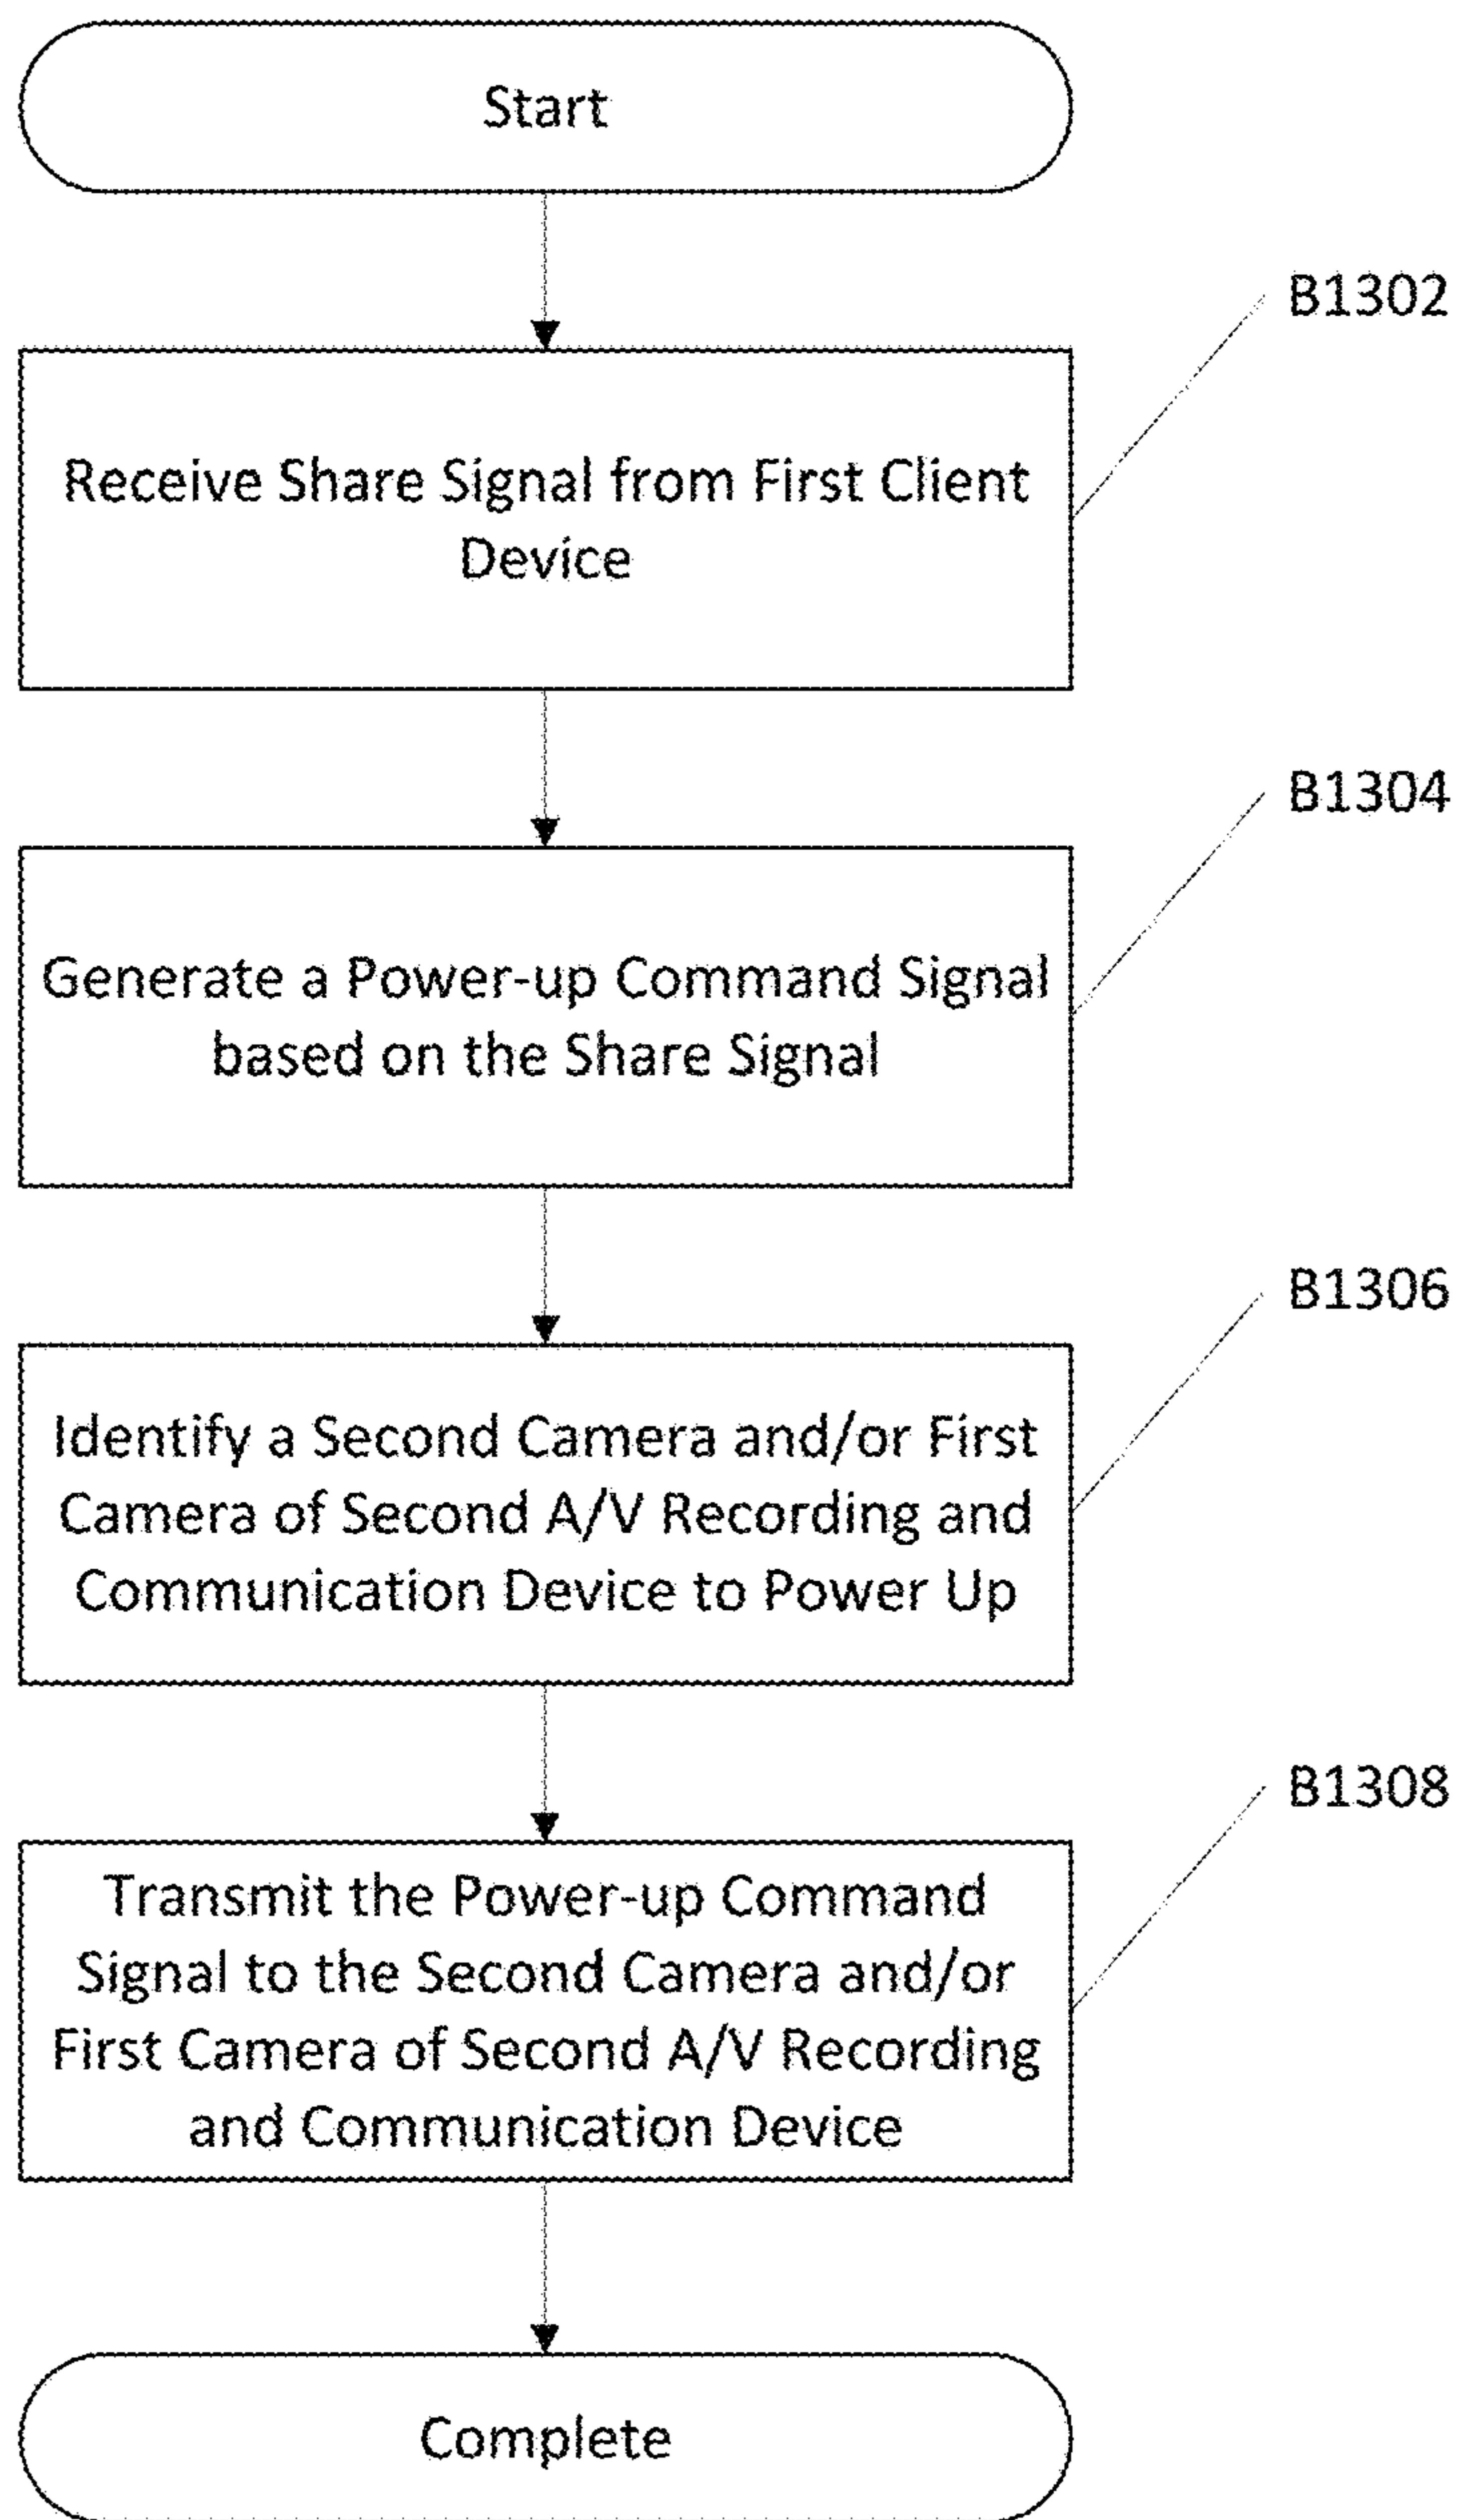 Start
B1302
Receive Share Signal from First Client
Device
B1304
Generate a Power-up Command Signal
based on the Share Signal
B1306
Identify a Second Camera and/or First
Camera of Second A/V Recording and
Communication Device to Power Up
B1308
Transmit the Power-up Command
Signal to the Second Camera and/or
First Camera of Second A/V Recording
and Communication Device
Complete